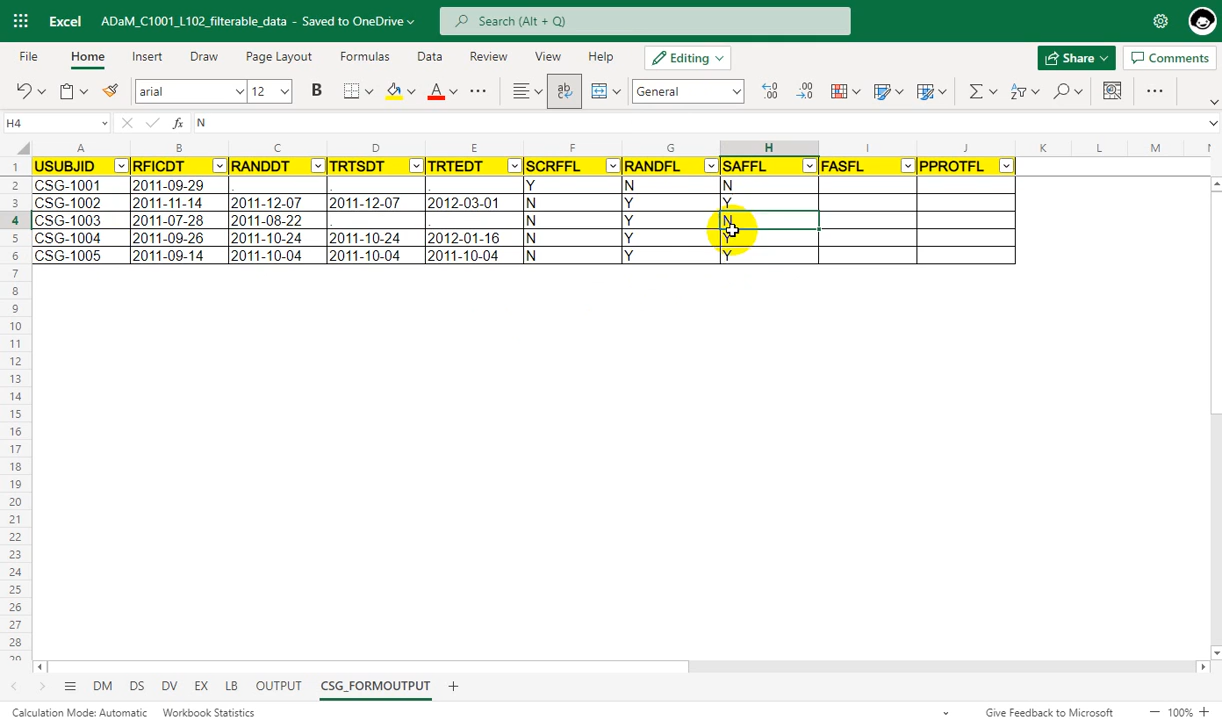 Excel ADaM_C1001_L102_filterable_data - Saved to OneDrive Search (Alt + Q)
File Home Insert Draw Page Layout Formulas Data Review View Help Editing Share Comments
arial 12 B A ab General .00 .00
H4 fx N
A B C D E F G H I J K L M
1 USUBJID RFICDT RANDDT TRTSDT TRTEDT SCRFFL RANDFL SAFFL FASFL PPROTFL
2 CSG-1001 2011-09-29 . . . Y N N
3 CSG-1002 2011-11-14 2011-12-07 2011-12-07 2012-03-01 N Y Y
4 CSG-1003 2011-07-28 2011-08-22 . . N Y N
5 CSG-1004 2011-09-26 2011-10-24 2011-10-24 2012-01-16 N Y Y
6 CSG-1005 2011-09-14 2011-10-04 2011-10-04 2011-10-04 N Y Y
7
8
9
10
11
12
13
14
15
16
17
18
19
20
21
22
23
24
25
26
27
28
29
DM DS DV EX LB OUTPUT CSG_FORMOUTPUT
Calculation Mode: Automatic Workbook Statistics Give Feedback to Microsoft 100%